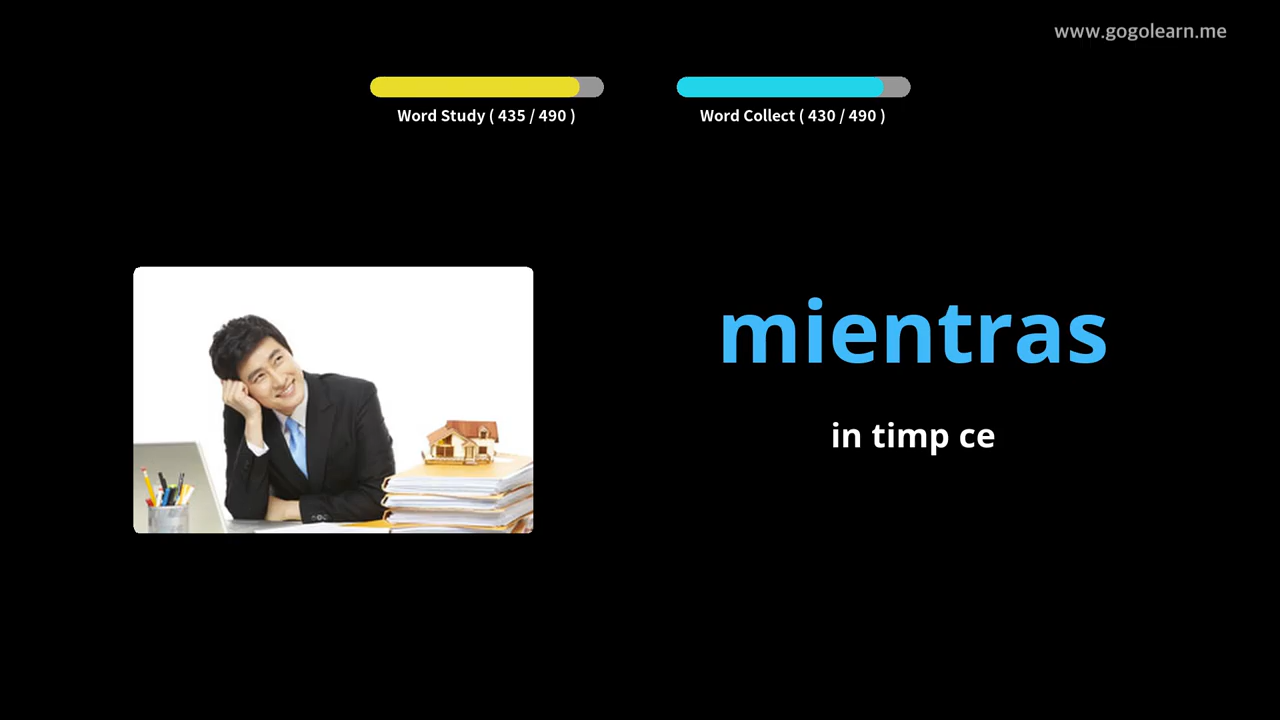 www.gogolearn.me
Word Study ( 435 / 490 )
Word Collect ( 430 / 490 )
mientras
in timp ce